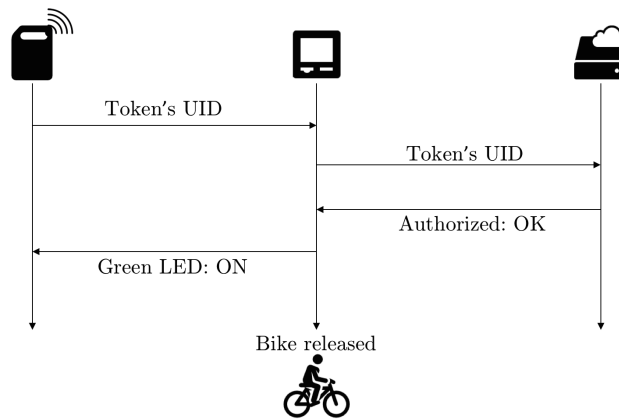 Token's UID
Token's UID
Authorized: OK
Green LED: ON
Bike released